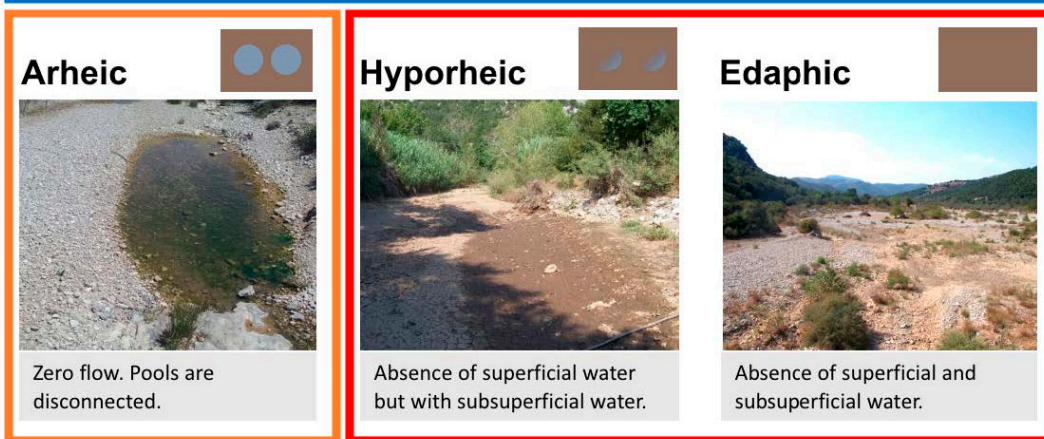 Arheic
Zero flow. Pools are
disconnected.
Hyporheic
Absence of superficial water
but with subsuperficial water.
Edaphic
Absence of superficial and
subsuperficial water.